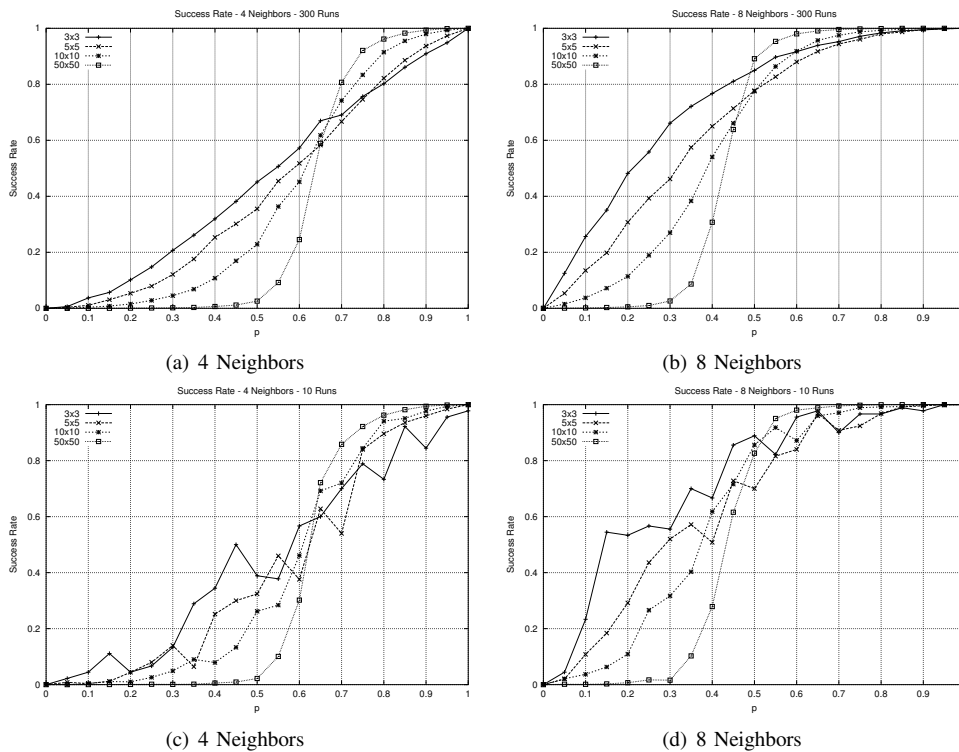 Success Rate - 4 Neighbors - 300 Runs
1
0.8
0.6
0.4
0.2
0
Success Rate
3x3
5x5
10x10
50x50
0 0.1 0.2 0.3 0.4 0.5 0.6 0.7 0.8 0.9 1
p
(a) 4 Neighbors
Success Rate - 8 Neighbors - 300 Runs
1
0.8
0.6
0.4
0.2
0
Success Rate
3x3
5x5
10x10
50x50
0 0.1 0.2 0.3 0.4 0.5 0.6 0.7 0.8 0.9
p
(b) 8 Neighbors
Success Rate - 4 Neighbors - 10 Runs
1
0.8
0.6
0.4
0.2
0
Success Rate
3x3
5x5
10x10
50x50
0 0.1 0.2 0.3 0.4 0.5 0.6 0.7 0.8 0.9 1
p
(c) 4 Neighbors
Success Rate - 8 Neighbors - 10 Runs
1
0.8
0.6
0.4
0.2
0
Success Rate
3x3
5x5
10x10
50x50
0 0.1 0.2 0.3 0.4 0.5 0.6 0.7 0.8 0.9
p
(d) 8 Neighbors